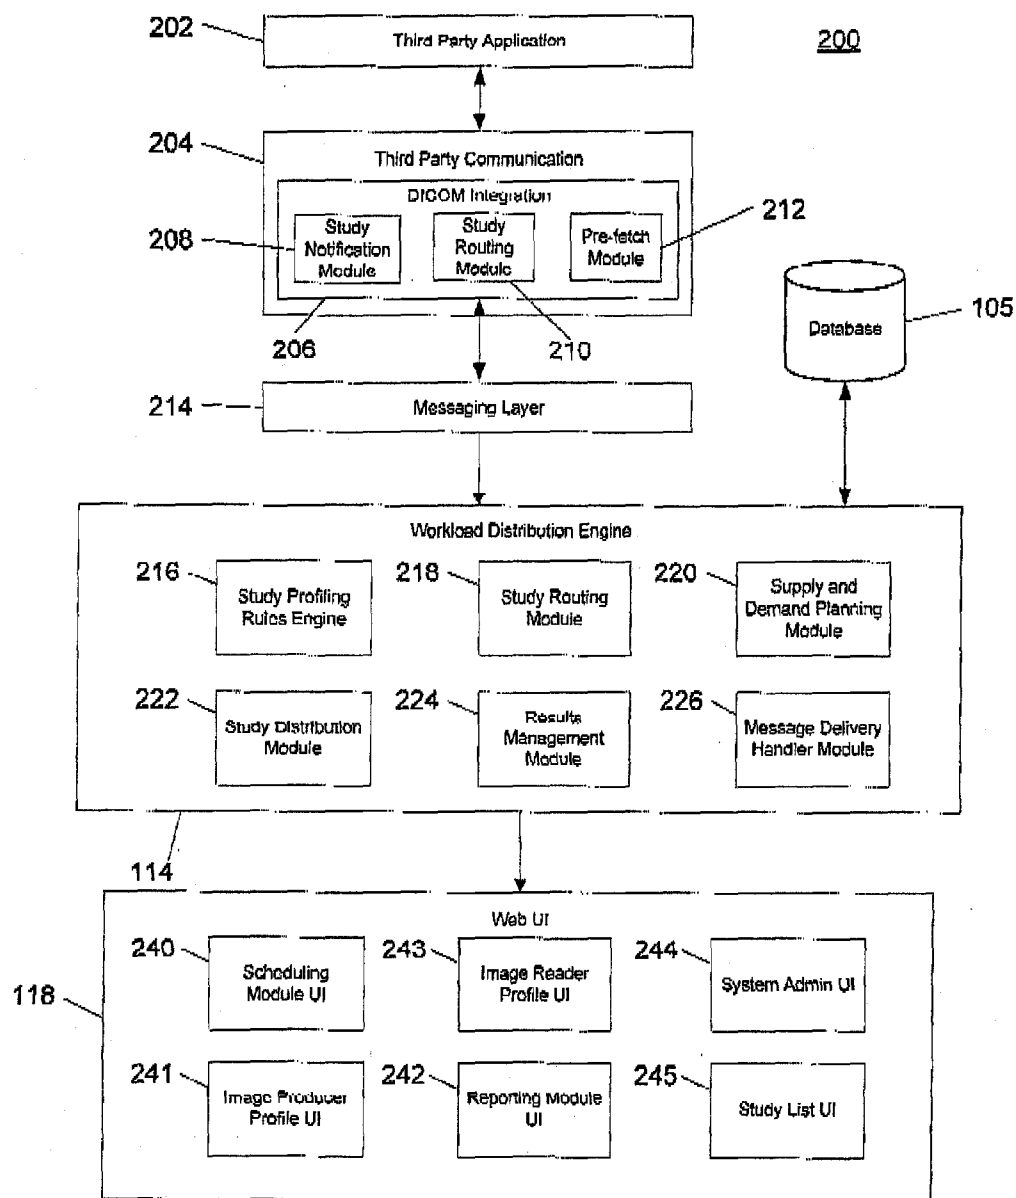 202
Third Party Application
200
204
Third Party Communication
DICOM Integration
208
Study
Notification
Module
Study
Routing
Module
Pre-fetch
Module
212
206
210
Database
105
214
Messaging Layer
Workload Distribution Engine
216
Study Profiling
Rules Engine
218
Study Routing
Module
220
Supply and
Demand Planning
Module
222
Study Distribution
Module
224
Results
Management
Module
226
Message Delivery
Handler Module
114
Web UI
118
240
Scheduling
Module UI
243
Image Reader
Profile UI
244
System Admin UI
241
Image Producer
Profile UI
242
Reporting Module
UI
245
Study List UI